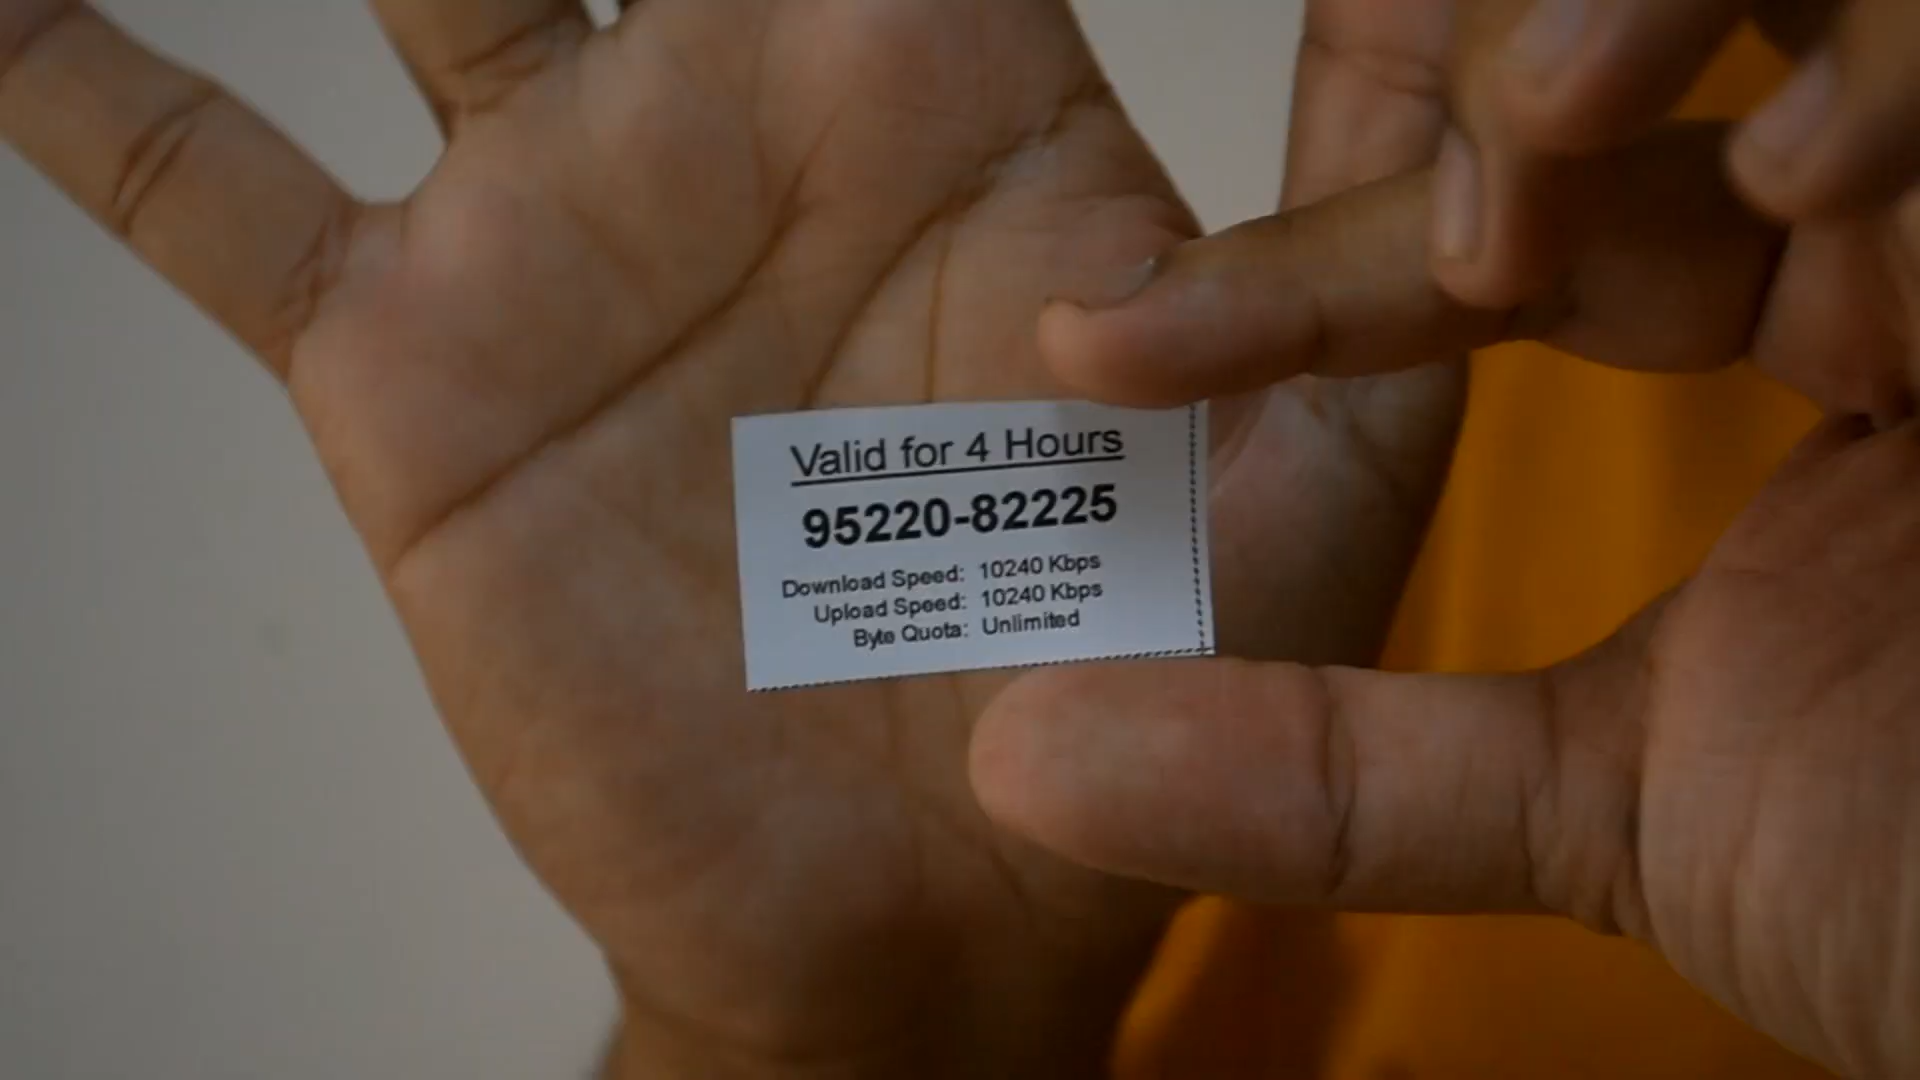 Valid for 4 Hours
95220-82225
Download Speed: 10240 Kbps
Upload Speed: 10240 Kbps
Byte Quota: Unlimited